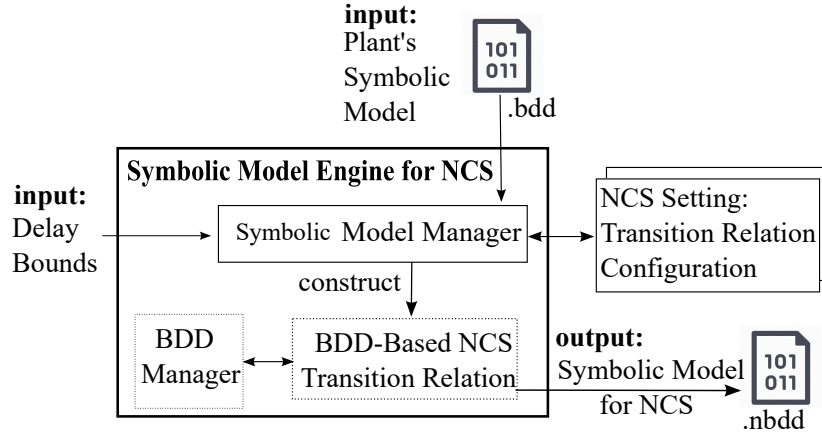 input:
Plant's
Symbolic
Model
101
011
.bdd
Symbolic Model Engine for NCS
input:
Delay
Bounds
Symbolic Model Manager
NCS Setting:
Transition Relation
Configuration
construct
BDD
Manager
BDD-Based NCS
Transition Relation
output:
Symbolic Model
for NCS
101
011
.nbdd